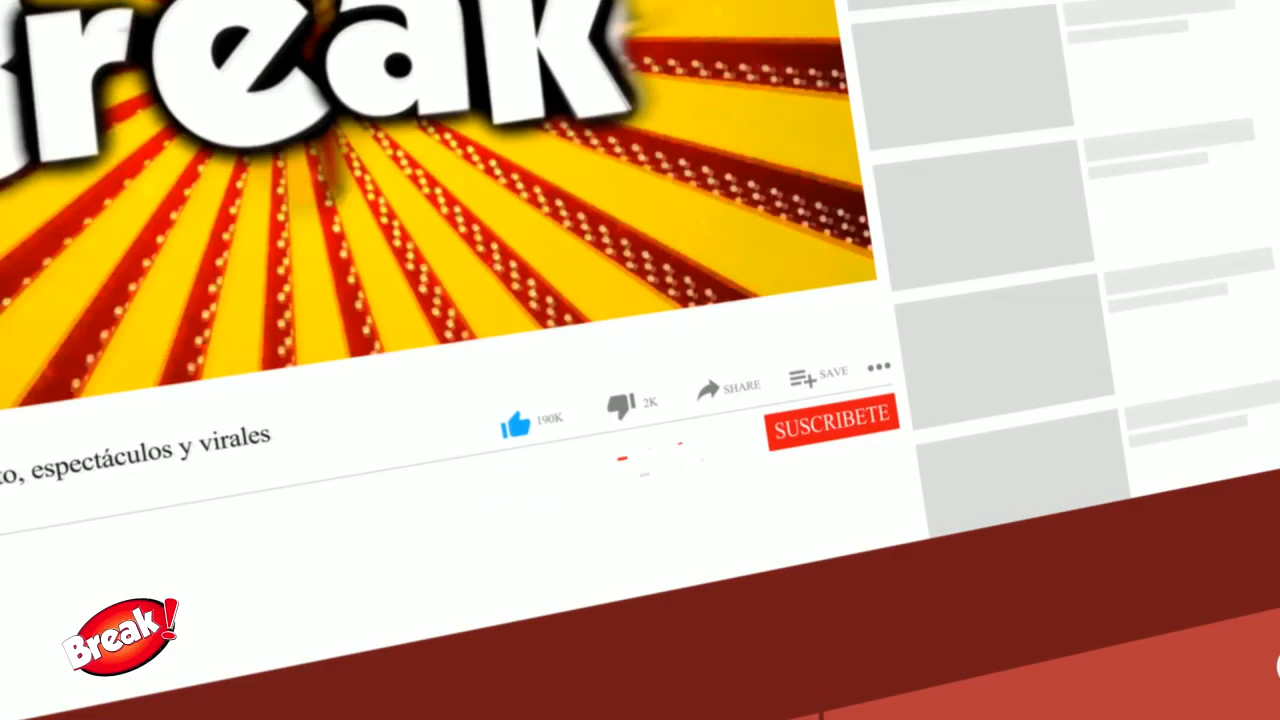 reak
190K
2K
SHARE
SAVE
to, espectáculos y virales
SUSCRIBETE
Break!